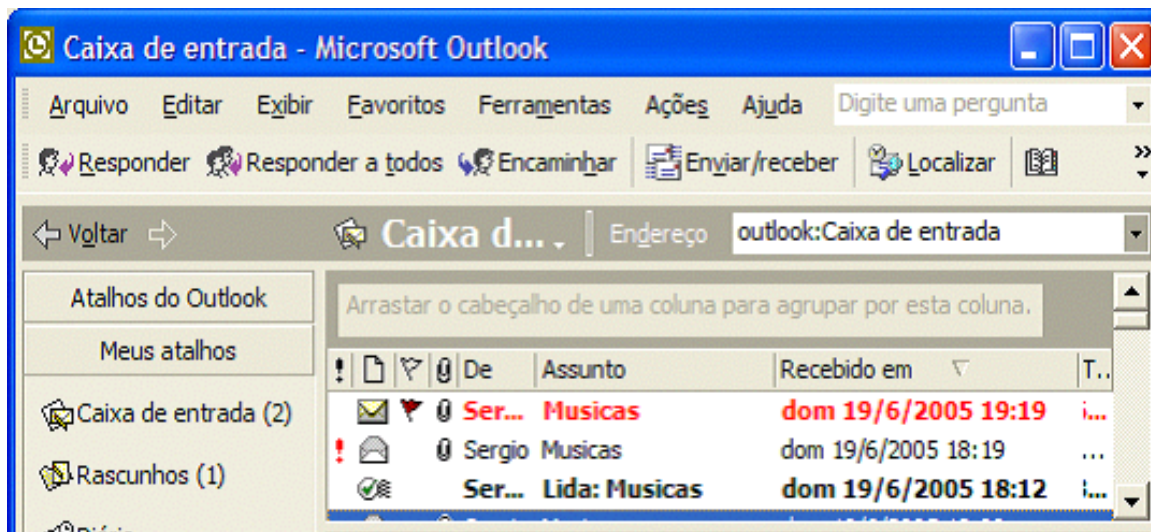 Caixa de entrada - Microsoft Outlook
Arquivo Editar Exibir Favoritos Ferramentas Ações Ajuda Digite uma pergunta
Responder Responder a todos Encaminhar Enviar/receber Localizar
Voltar Caixa d... Endereço outlook:Caixa de entrada
Atalhos do Outlook
Meus atalhos
Caixa de entrada (2)
Rascunhos (1)
Arrastar o cabeçalho de uma coluna para agrupar por esta coluna.
! De Assunto Recebido em T..
Ser... Musicas dom 19/6/2005 19:19 ...
! Sergio Musicas dom 19/6/2005 18:19 ...
Ser... Lida: Musicas dom 19/6/2005 18:12 ...